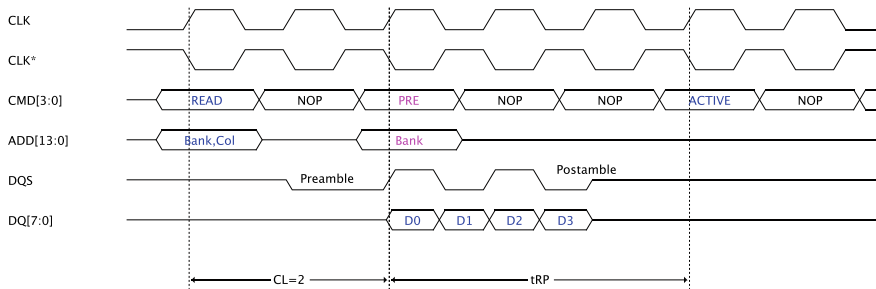 CLK
CLK*
CMD[3:0] READ NOP PRE NOP NOP ACTIVE NOP
ADD[13:0] Bank,Col Bank
DQS Preamble Postamble
DQ[7:0] D0 D1 D2 D3
CL=2 tRP